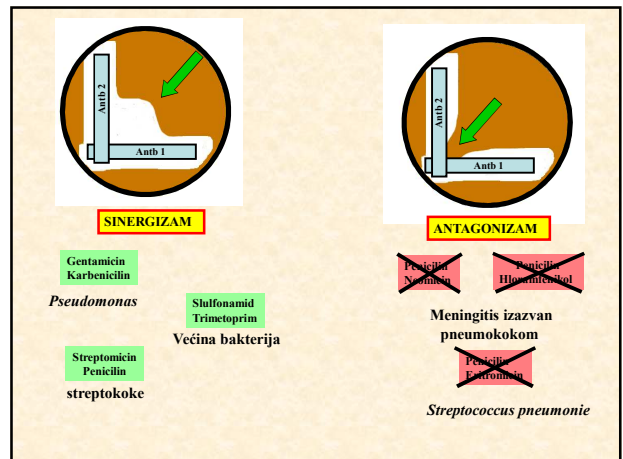 Antb 2
Antb 1
SINERGIZAM
Gentamicin
Karbenicilin
Pseudomonas
Slulfonamid
Trimetoprim
Većina bakterija
Streptomicin
Penicilin
streptokoke
Antb 2
Antb 1
ANTAGONIZAM
Penicilin
Neomicin
Penicilin
Hloramfenikol
Meningitis izazvan
pneumokokom
Penicilin
Eritromicin
Streptococcus pneumonie